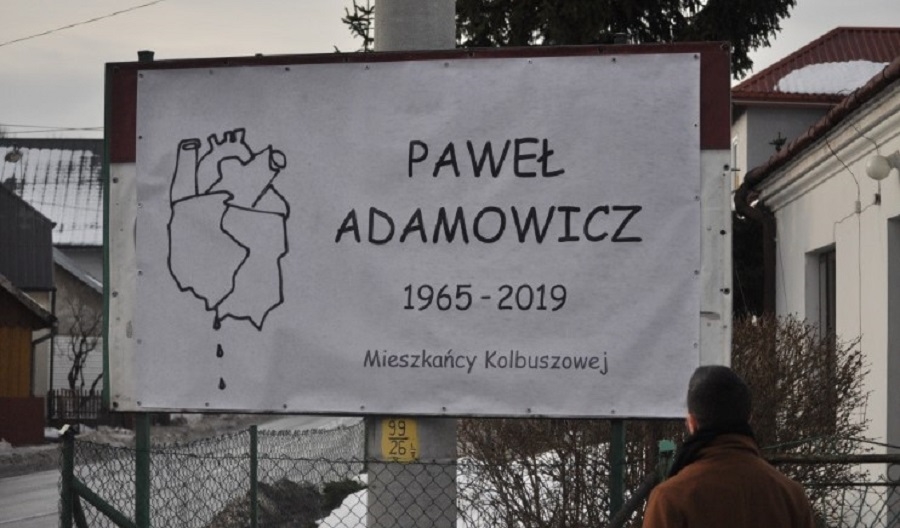 PAWEŁ
ADAMOWICZ
1965 - 2019
Mieszkańcy Kolbuszowej
99
26